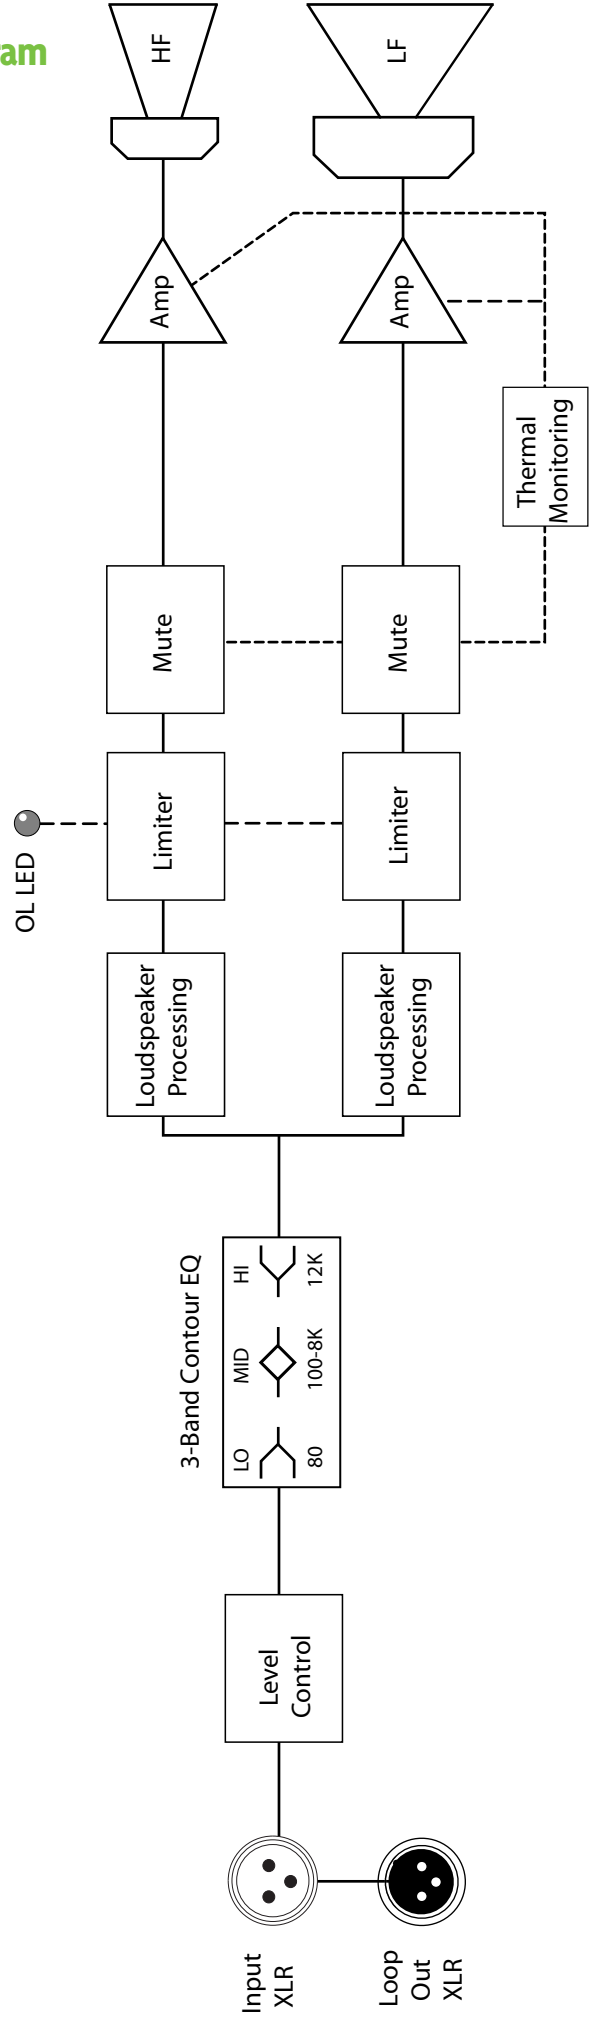 ram
Input
XLR
Loop
Out
XLR
Level
Control
3-Band Contour EQ
LO
MID
HI
80
100-8K
12K
Loudspeaker
Processing
Loudspeaker
Processing
OL LED
Limiter
Limiter
Mute
Mute
Thermal
Monitoring
Amp
Amp
HF
LF